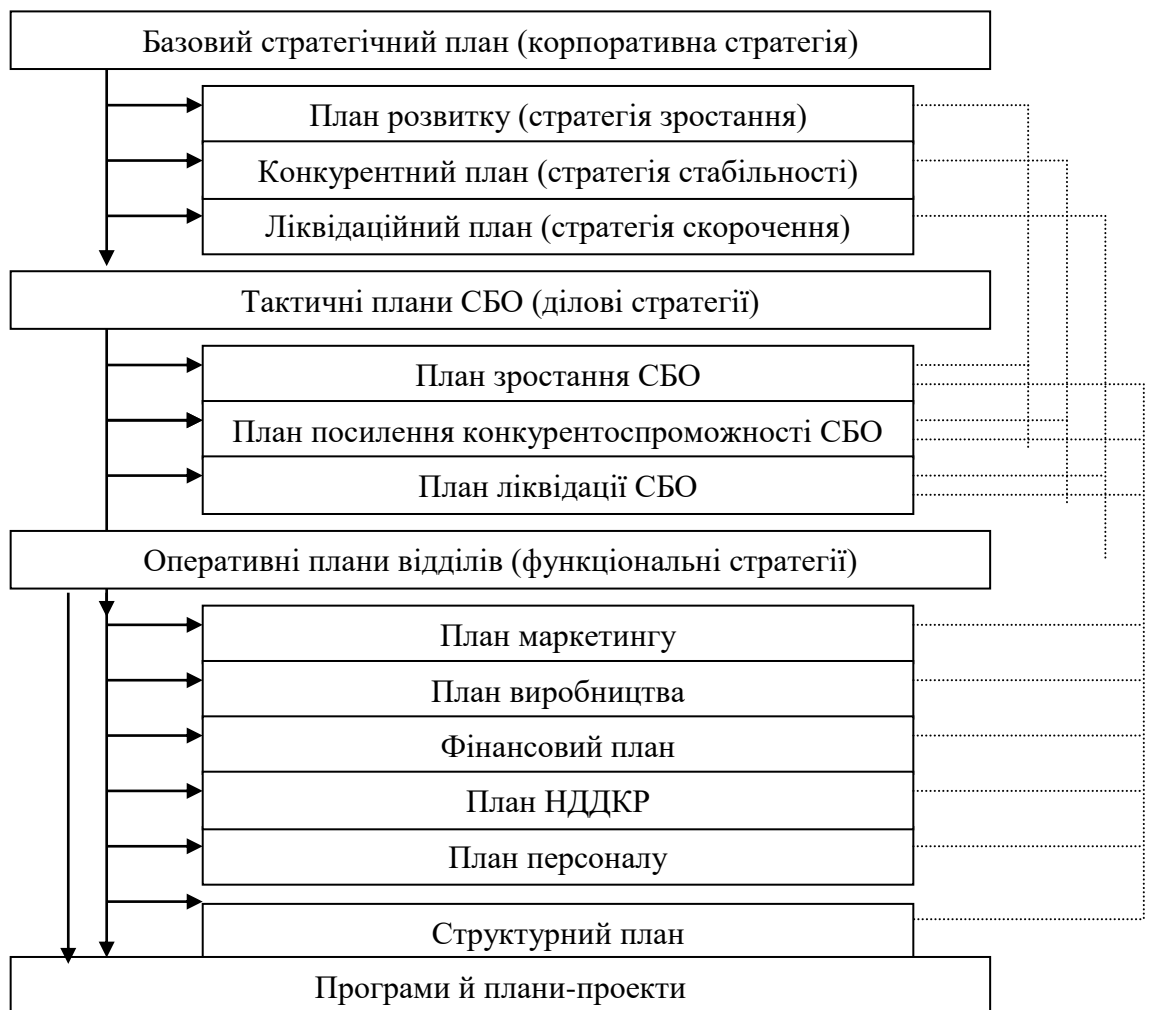 Базовий стратегічний план (корпоративна стратегія)
План розвитку (стратегія зростання)
Конкурентний план (стратегія стабільності)
Ліквідаційний план (стратегія скорочення)
Тактичні плани СБО (ділові стратегії)
План зростання СБО
План посилення конкурентоспроможності СБО
План ліквідації СБО
Оперативні плани відділів (функціональні стратегії)
План маркетингу
План виробництва
Фінансовий план
План НДДКР
План персоналу
Структурний план
Програми й плани-проекти